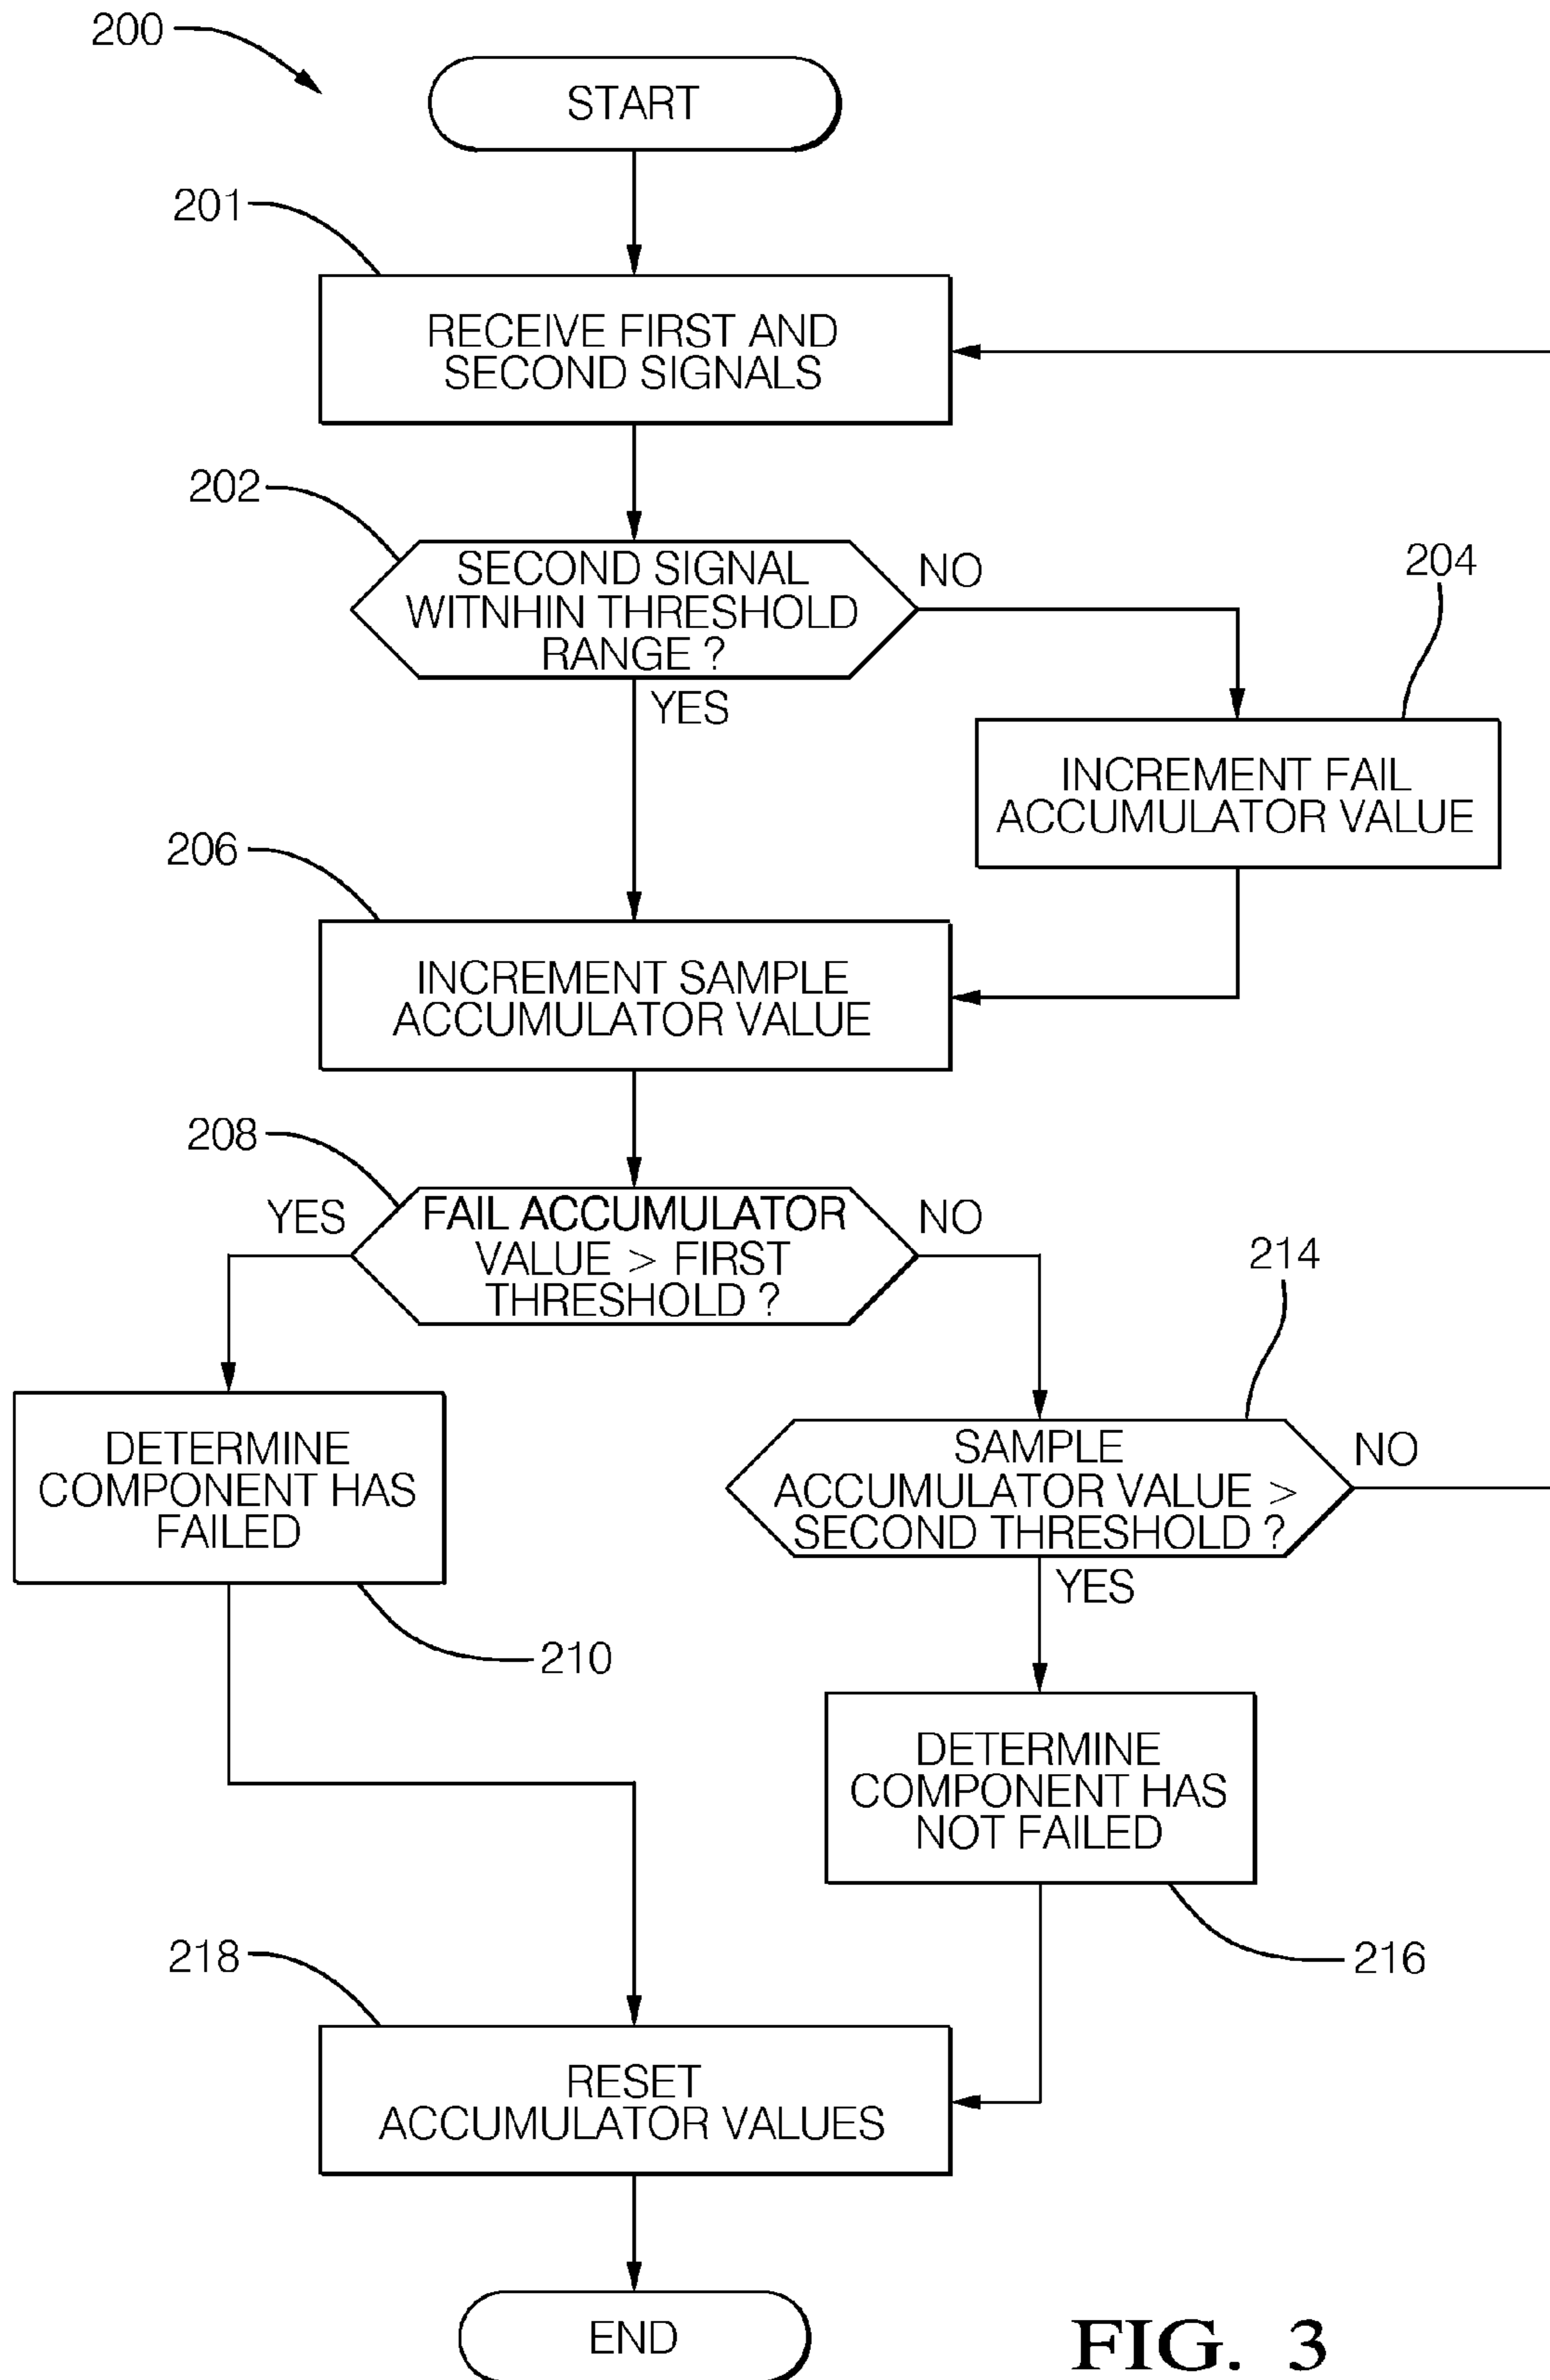 200
START
201
RECEIVE FIRST AND
SECOND SIGNALS
202
SECOND SIGNAL
WITNHIN THRESHOLD
RANGE ?
NO
YES
204
INCREMENT FAIL
ACCUMULATOR VALUE
206
INCREMENT SAMPLE
ACCUMULATOR VALUE
208
YES
FAIL ACCUMULATOR
VALUE > FIRST
THRESHOLD ?
NO
214
DETERMINE
COMPONENT HAS
FAILED
210
SAMPLE
ACCUMULATOR VALUE >
SECOND THRESHOLD ?
NO
YES
DETERMINE
COMPONENT HAS
NOT FAILED
216
218
RESET
ACCUMULATOR VALUES
END
FIG. 3